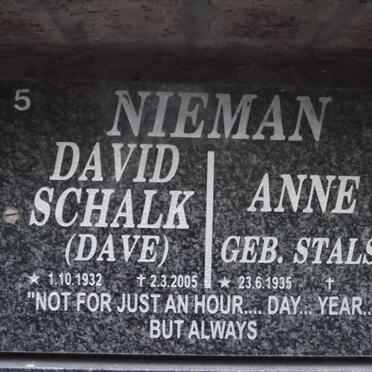 5
NIEMAN
DAVID
SCHALK
(DAVE)
★ 1.10.1932 ✝ 2.3.2005
ANNE
GEB. STALS
★ 23.6.1935 ✝
"NOT FOR JUST AN HOUR.... DAY... YEAR..
BUT ALWAYS